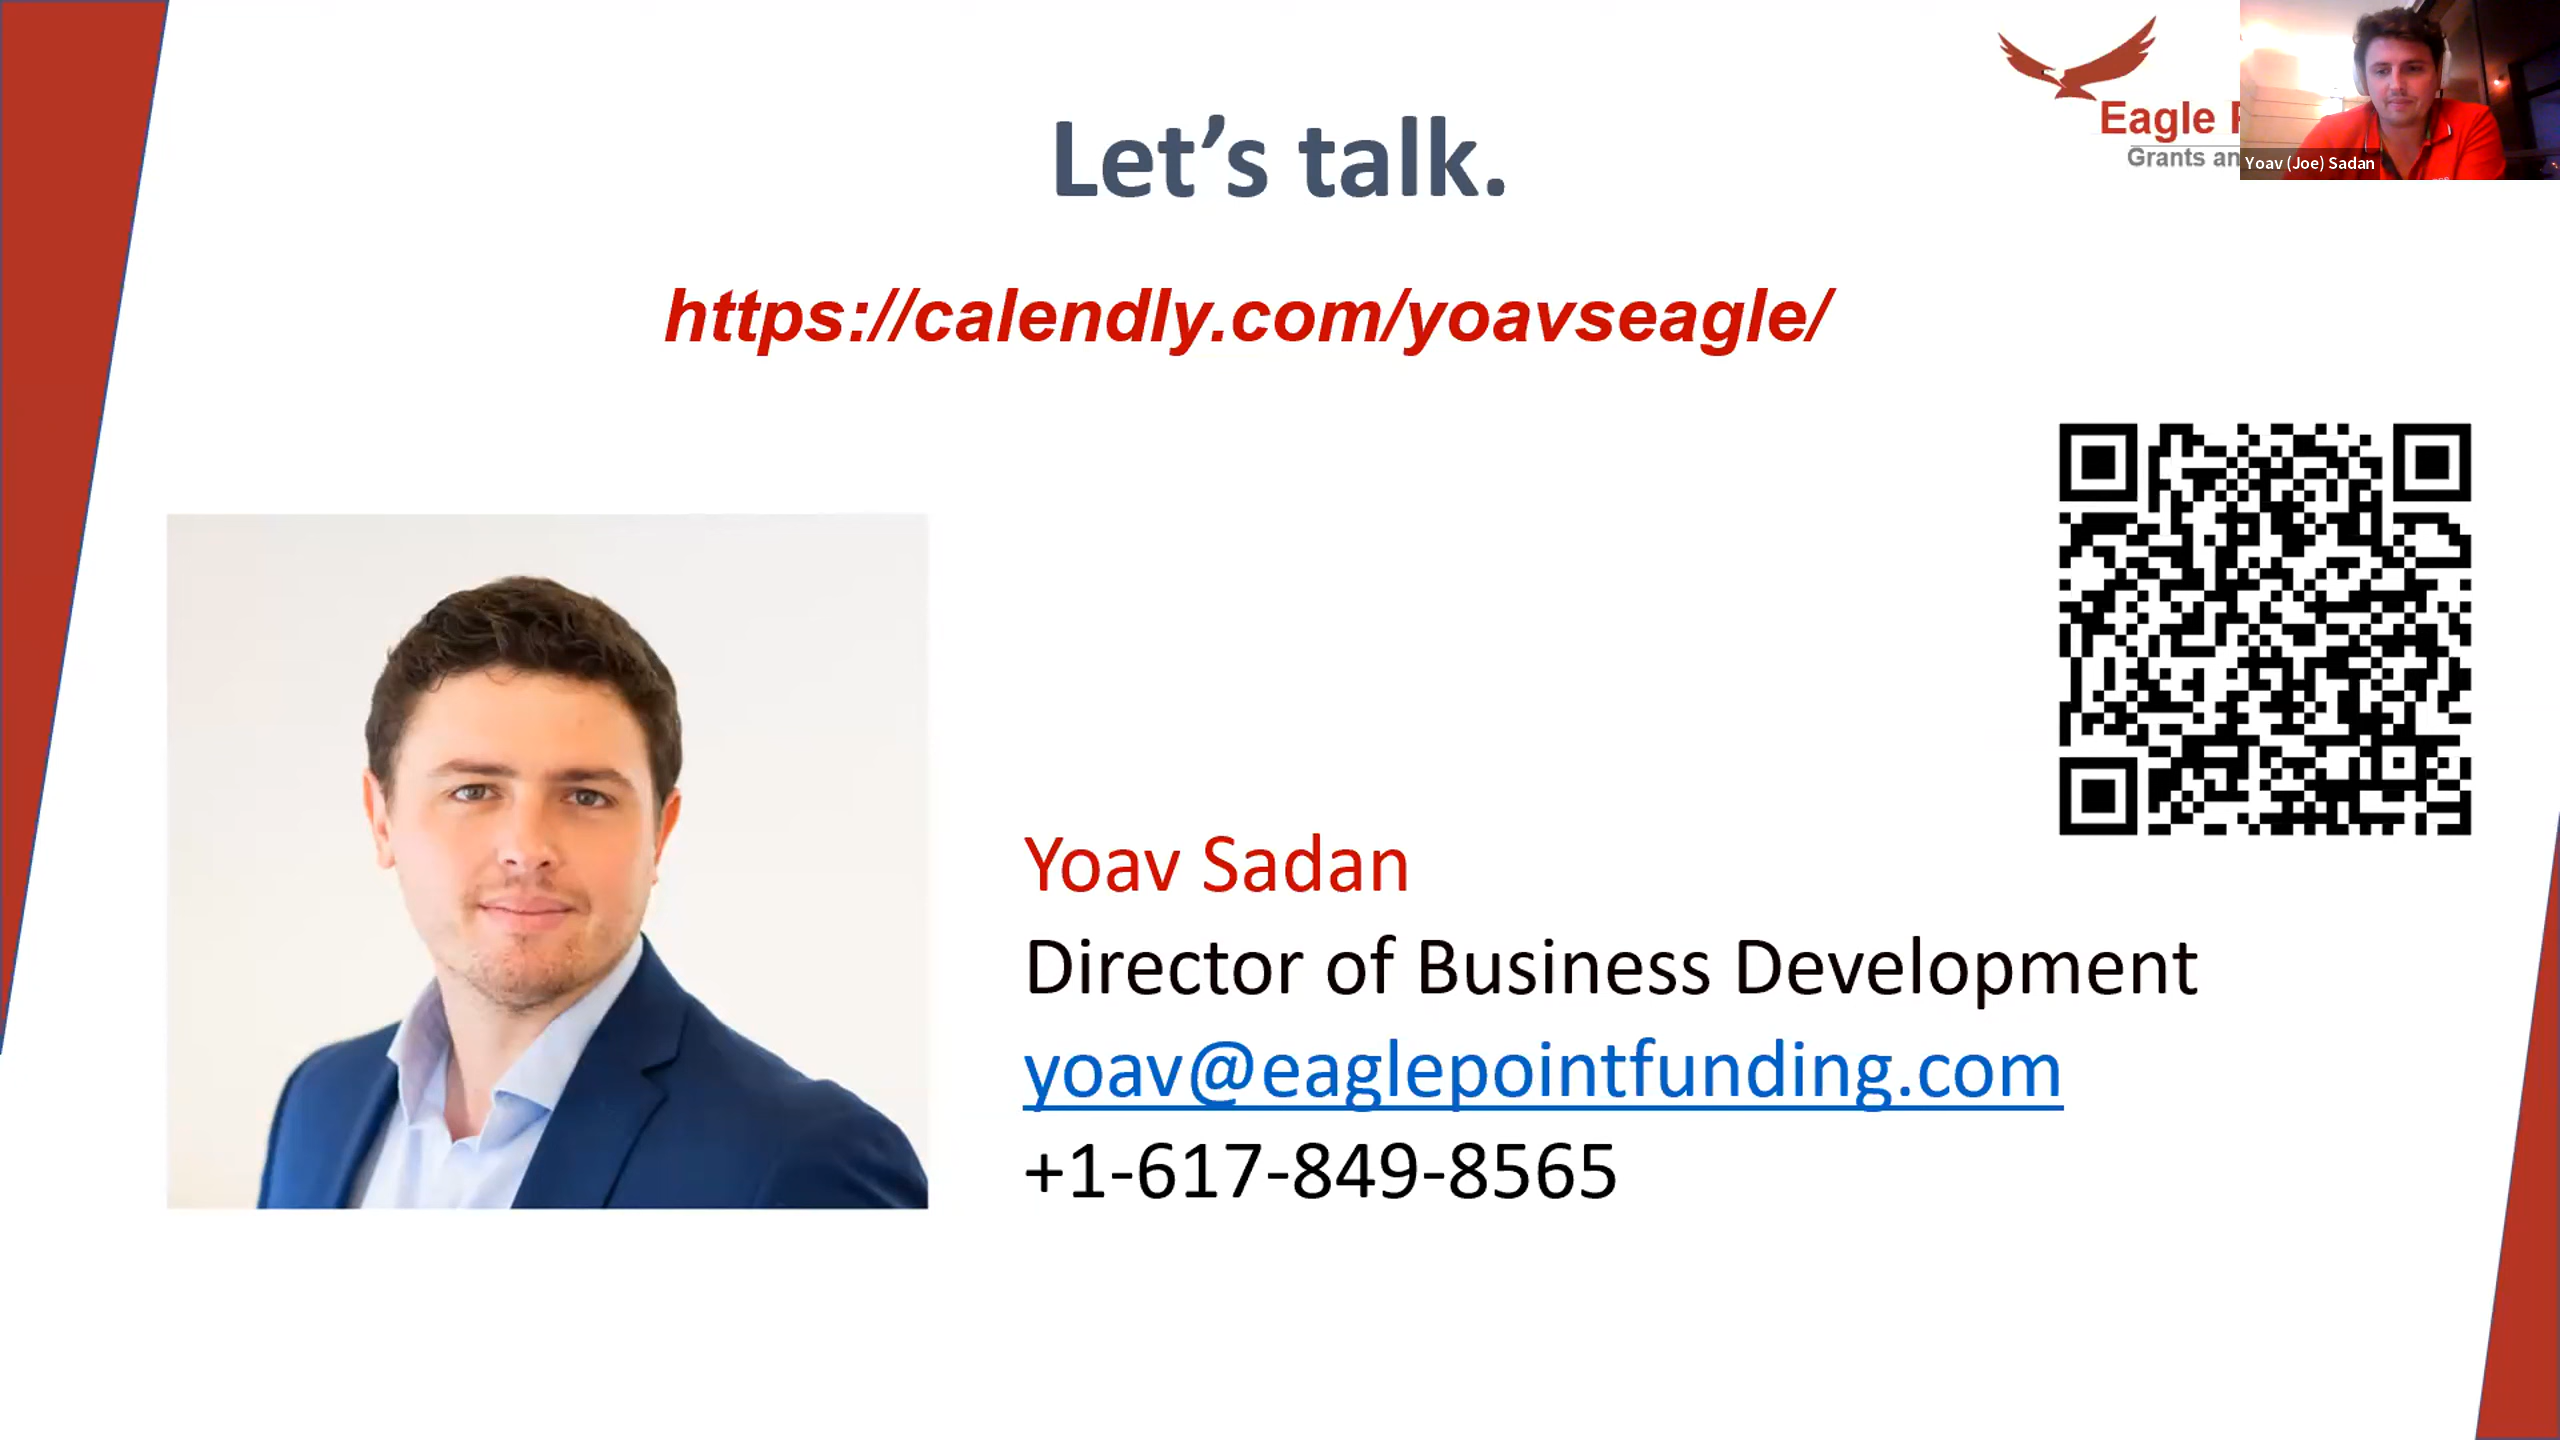 Let’s talk.
Eagle
Grants
Yoav (Joe) Sadan
https://calendly.com/yoavseagle/
Yoav Sadan
Director of Business Development
yoav@eaglepointfunding.com
+1-617-849-8565